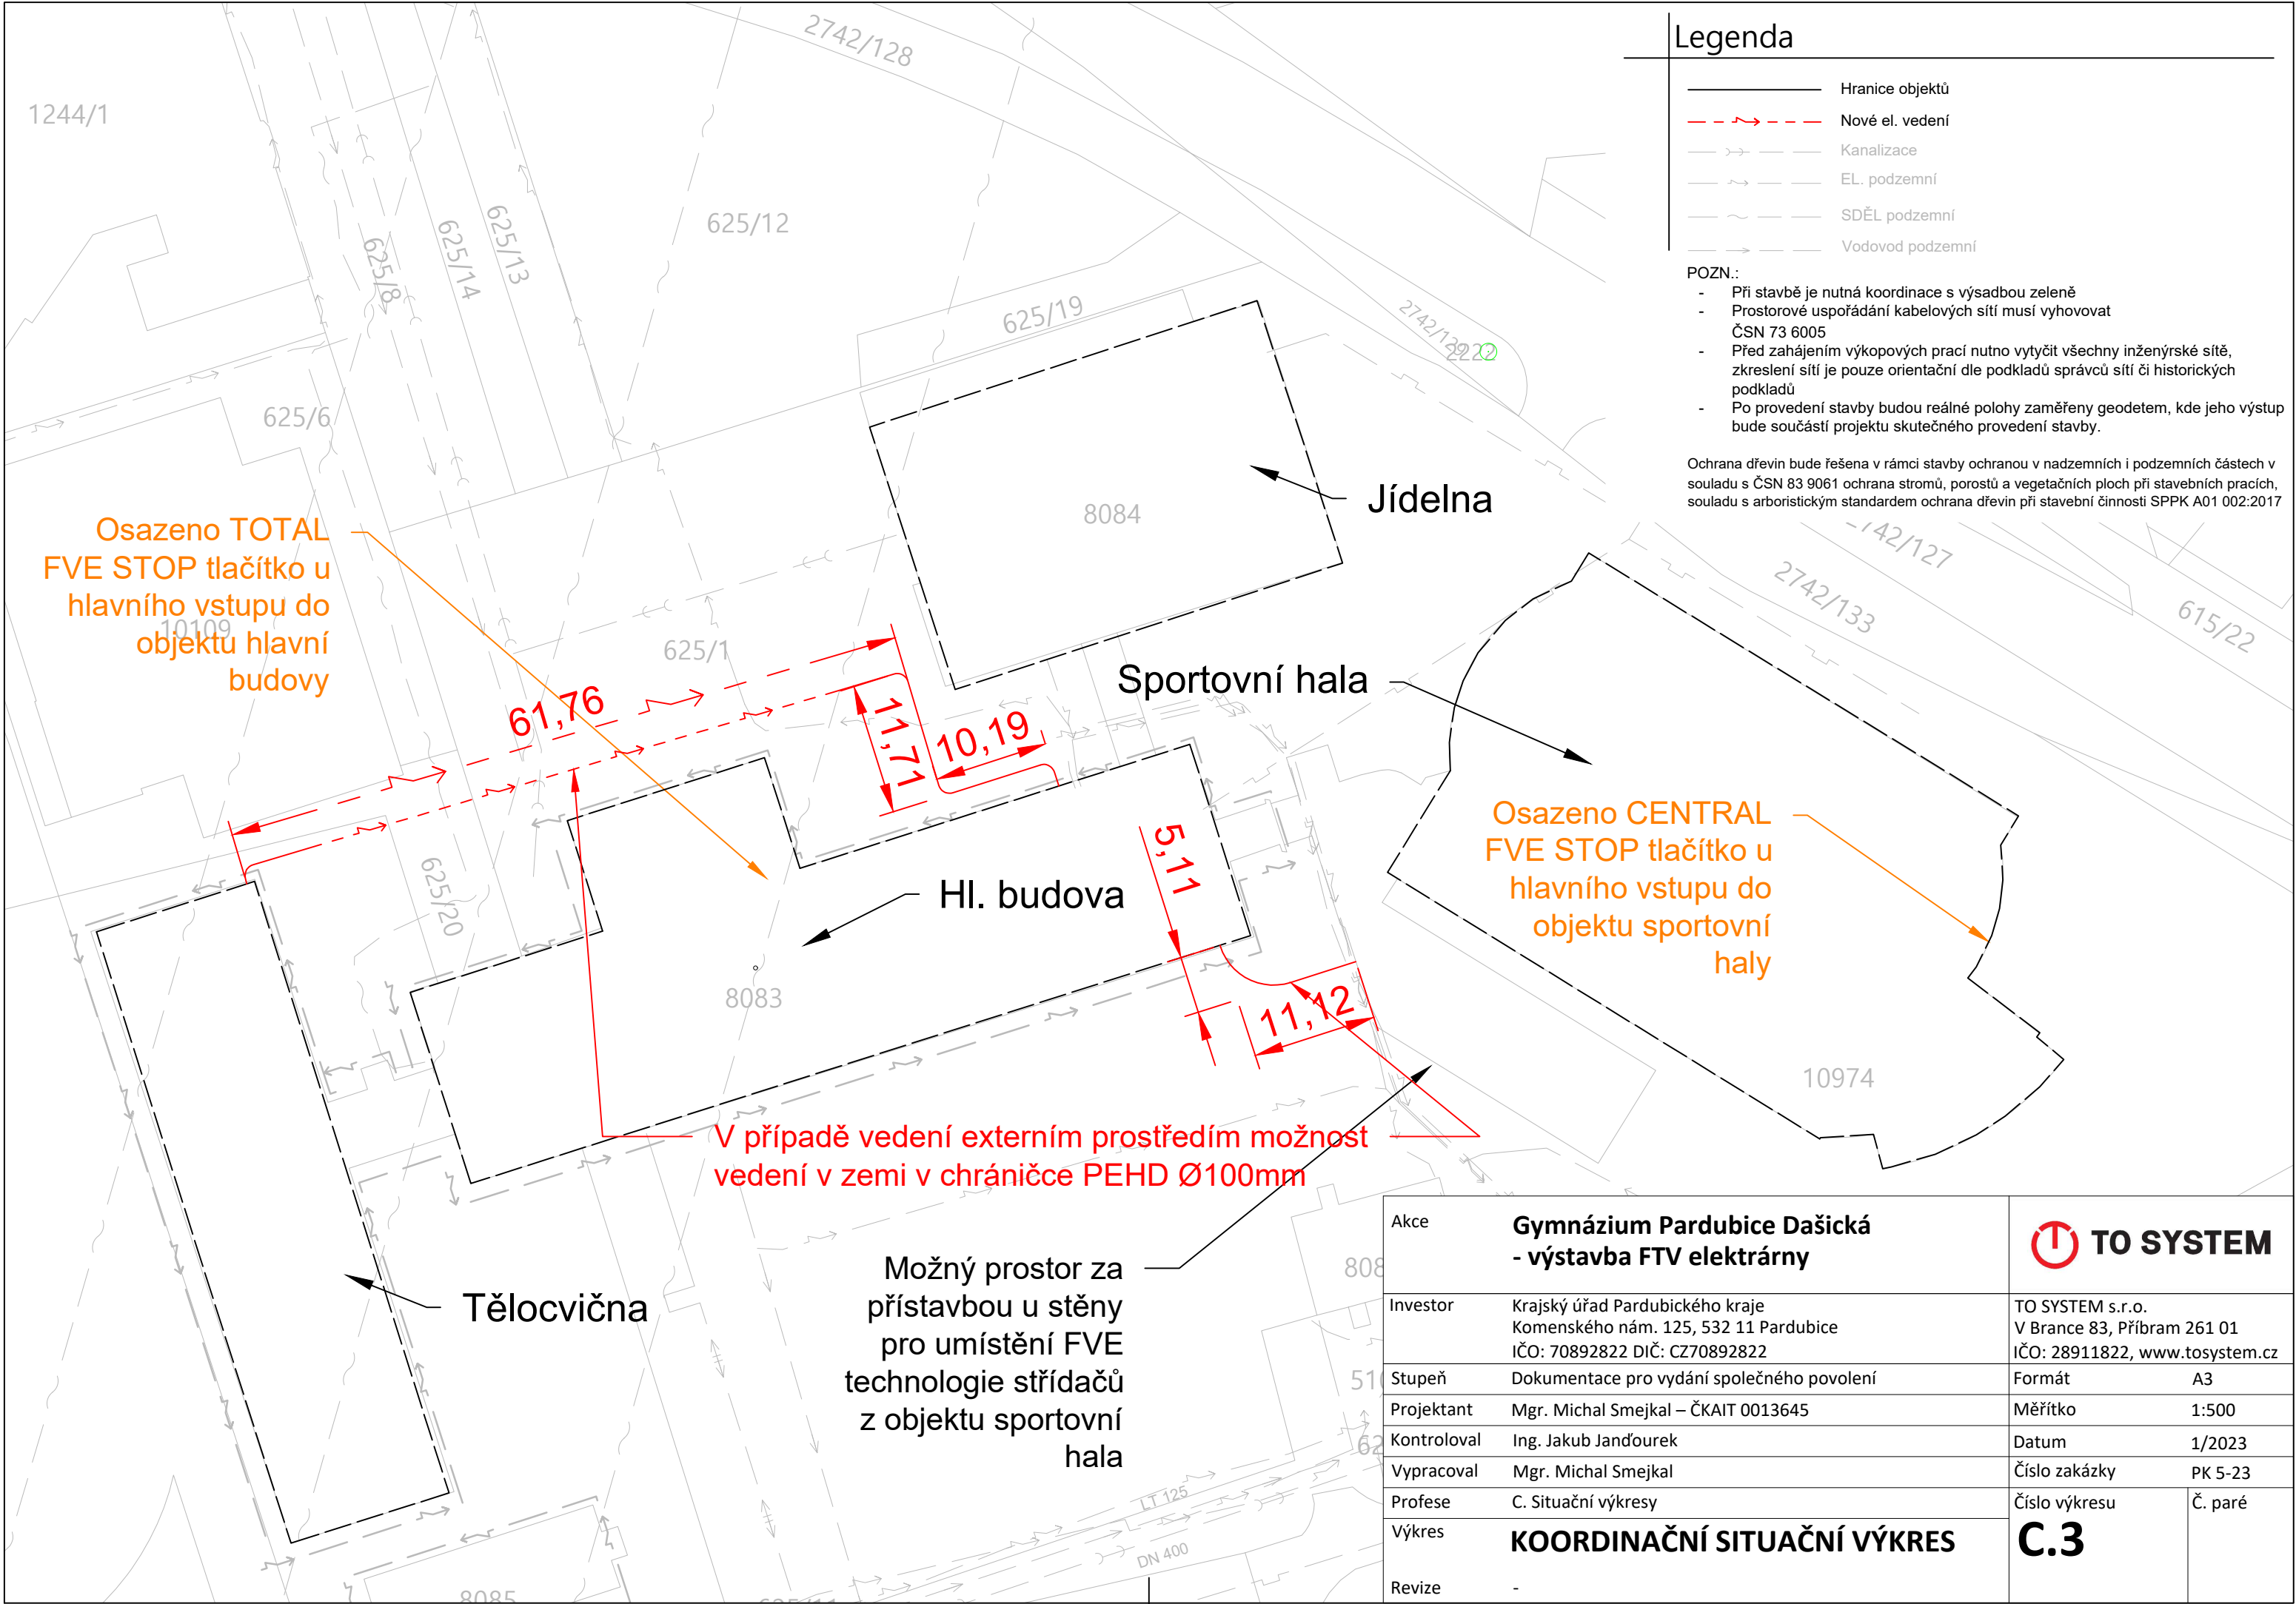 Legenda
Hranice objektů
Nové el. vedení
Kanalizace
EL. podzemní
SDĚL podzemní
Vodovod podzemní
POZN.:
- Při stavbě je nutná koordinace s výsadbou zeleně
- Prostorové uspořádání kabelových sítí musí vyhovovat
ČSN 73 6005
- Před zahájením výkopových prací nutno vytyčit všechny inženýrské sítě,
zkreslení sítí je pouze orientační dle podkladů správců sítí či historických
podkladů
- Po provedení stavby budou reálné polohy zaměřeny geodetem, kde jeho výstup
bude součástí projektu skutečného provedení stavby.
Ochrana dřevin bude řešena v rámci stavby ochranou v nadzemních i podzemních částech v
souladu s ČSN 83 9061 ochrana stromů, porostů a vegetačních ploch při stavebních pracích,
souladu s arboristickým standardem ochrana dřevin při stavební činnosti SPPK A01 002:2017
2742/128
1244/1
625/12
625/8
625/14
625/13
625/19
2742/129
2222
625/6
8084
Jídelna
2742/127
2742/133
615/22
Osazeno TOTAL
FVE STOP tlačítko u
hlavního vstupu do
objektu hlavní
budovy
10109
625/1
61,76
11,71
10,19
Sportovní hala
Osazeno CENTRAL
FVE STOP tlačítko u
hlavního vstupu do
objektu sportovní
haly
625/20
Hl. budova
5,11
8083
11,12
10974
V případě vedení externím prostředím možnost
vedení v zemi v chráničce PEHD Ø100mm
Možný prostor za
přístavbou u stěny
pro umístění FVE
technologie střídačů
z objektu sportovní
hala
Tělocvična
LT 125
DN 400
8085
Akce Gymnázium Pardubice Dašická
- výstavba FTV elektrárny
TO SYSTEM
Investor Krajský úřad Pardubického kraje
Komenského nám. 125, 532 11 Pardubice
IČO: 70892822 DIČ: CZ70892822
TO SYSTEM s.r.o.
V Brance 83, Příbram 261 01
IČO: 28911822, www.tosystem.cz
Stupeň Dokumentace pro vydání společného povolení
Formát A3
Projektant Mgr. Michal Smejkal – ČKAIT 0013645
Měřítko 1:500
Kontroloval Ing. Jakub Janďourek
Datum 1/2023
Vypracoval Mgr. Michal Smejkal
Číslo zakázky PK 5-23
Profese C. Situační výkresy
Číslo výkresu Č. paré
Výkres KOORDINAČNÍ SITUAČNÍ VÝKRES
C.3
Revize -